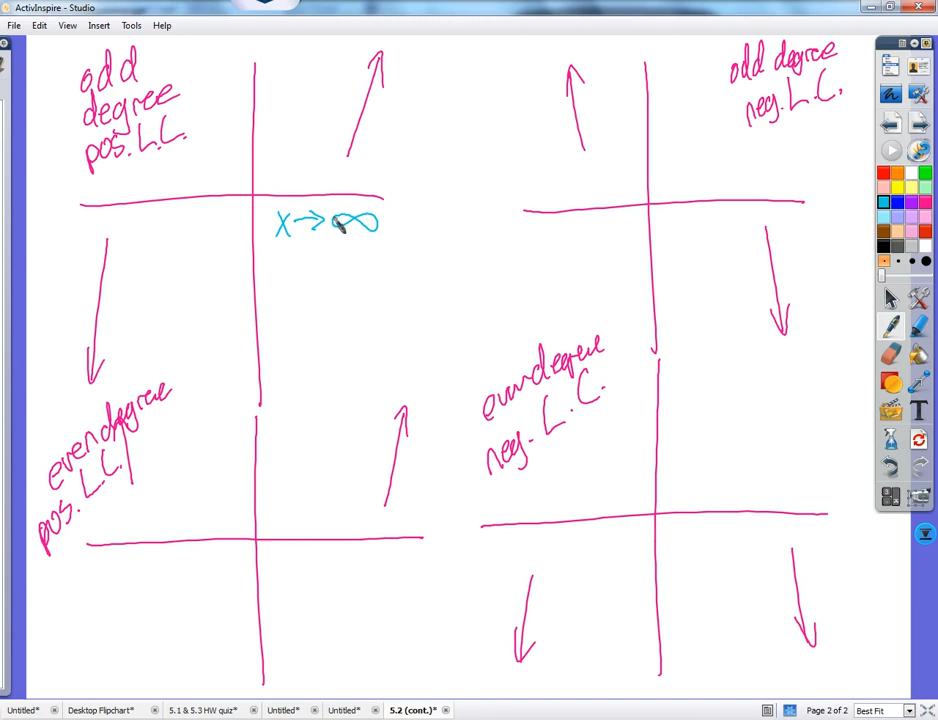 ActivInspire - Studio
File Edit View Insert Tools Help
odd
degree
pos. L.C.
odd degree
neg. L.C.
x → ∞
even degree
pos. L.C.
even degree
neg. L.C.
T
Untitled* Desktop Flipchart* 5.1 & 5.3 HW quiz* Untitled* Untitled* 5.2 (cont.)* Page 2 of 2 Best Fit